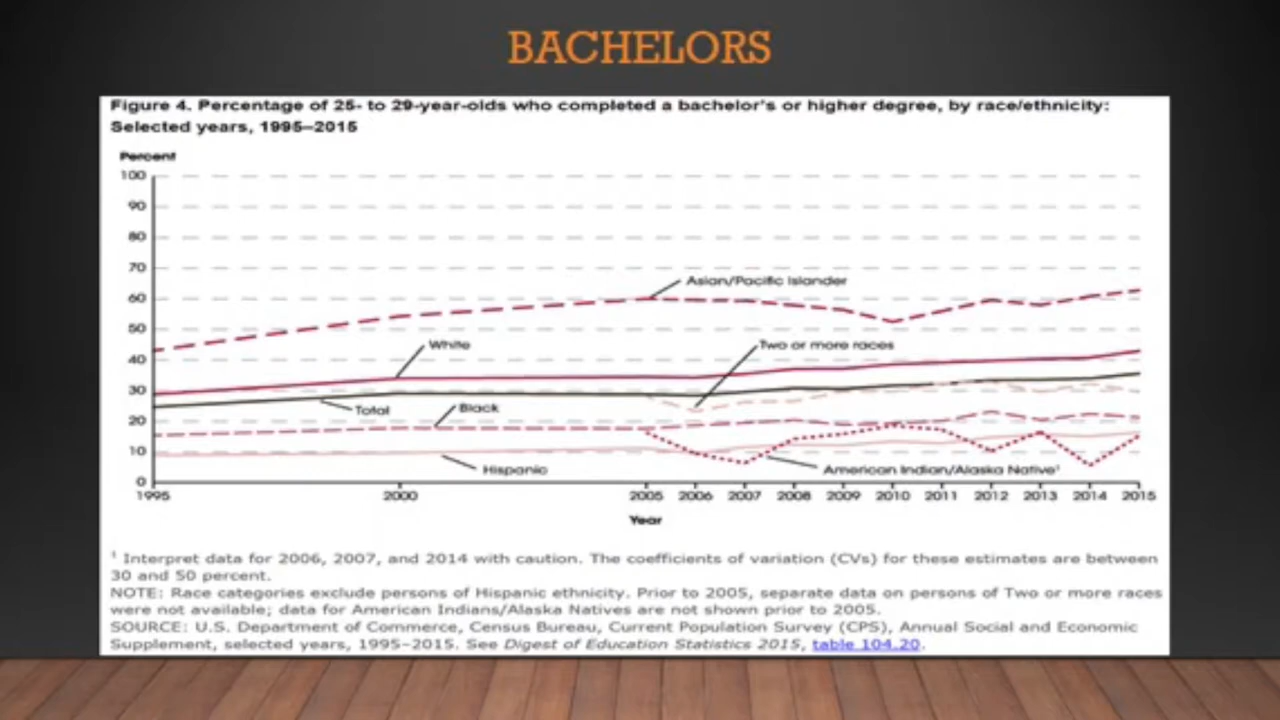 BACHELORS
Figure 4. Percentage of 25- to 29-year-olds who completed a bachelor's or higher degree, by race/ethnicity:
Selected years, 1995–2015
Percent
100
90
80
70
Asian/Pacific Islander
60
50
White
Two or more races
40
30
Total
Black
20
10
Hispanic
American Indian/Alaska Native¹
0
1995 2000 2005 2006 2007 2008 2009 2010 2011 2012 2013 2014 2015
Year
¹ Interpret data for 2006, 2007, and 2014 with caution. The coefficients of variation (CVs) for these estimates are between
30 and 50 percent.
NOTE: Race categories exclude persons of Hispanic ethnicity. Prior to 2005, separate data on persons of Two or more races
were not available; data for American Indians/Alaska Natives are not shown prior to 2005.
SOURCE: U.S. Department of Commerce, Census Bureau, Current Population Survey (CPS), Annual Social and Economic
Supplement, selected years, 1995–2015. See Digest of Education Statistics 2015, table 104.20.